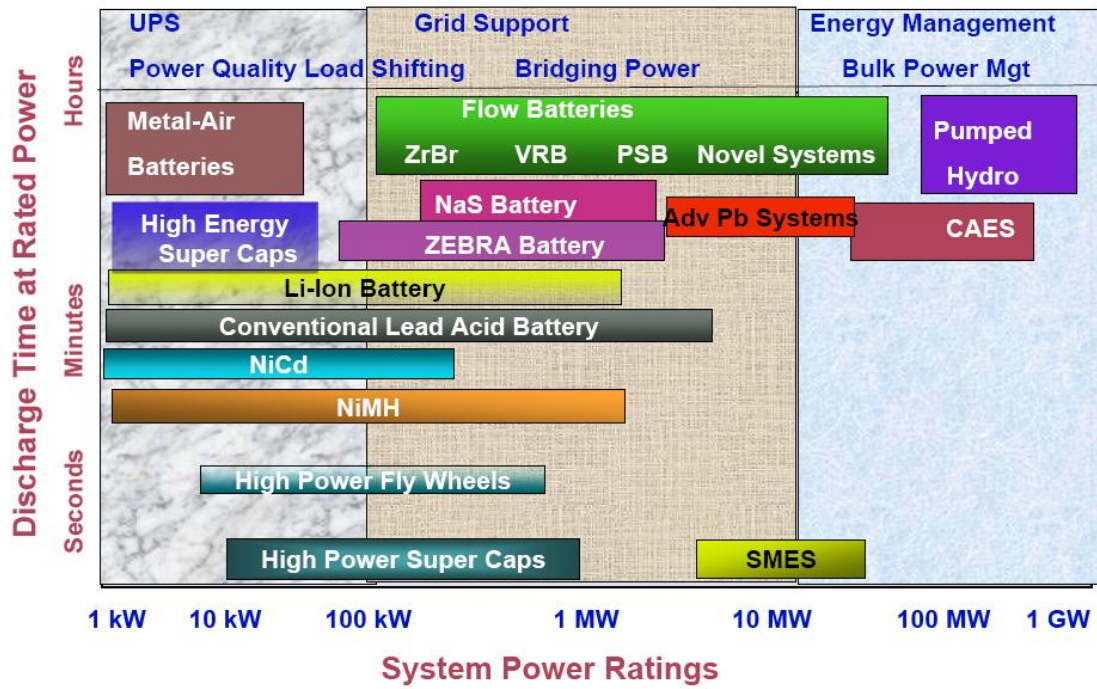 UPS
Grid Support
Energy Management
Power Quality Load Shifting
Bridging Power
Bulk Power Mgt
Discharge Time at Rated Power
Hours
Minutes
Seconds
Metal-Air
Batteries
Flow Batteries
ZrBr VRB PSB Novel Systems
Pumped
Hydro
High Energy
Super Caps
NaS Battery
ZEBRA Battery
Adv Pb Systems
CAES
Li-Ion Battery
Conventional Lead Acid Battery
NiCd
NiMH
High Power Fly Wheels
High Power Super Caps
SMES
1 kW 10 kW 100 kW 1 MW 10 MW 100 MW 1 GW
System Power Ratings